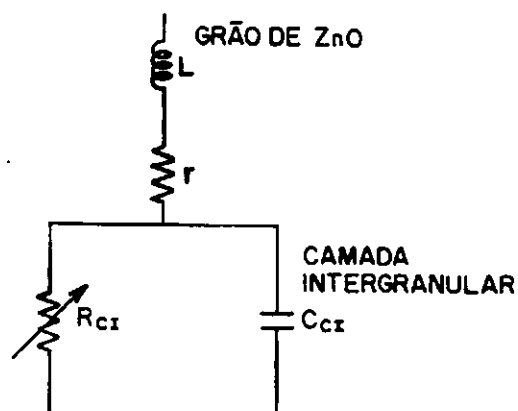 GRÃO DE ZnO
L
r
CAMADA
INTERGRANULAR
RCI
CCI